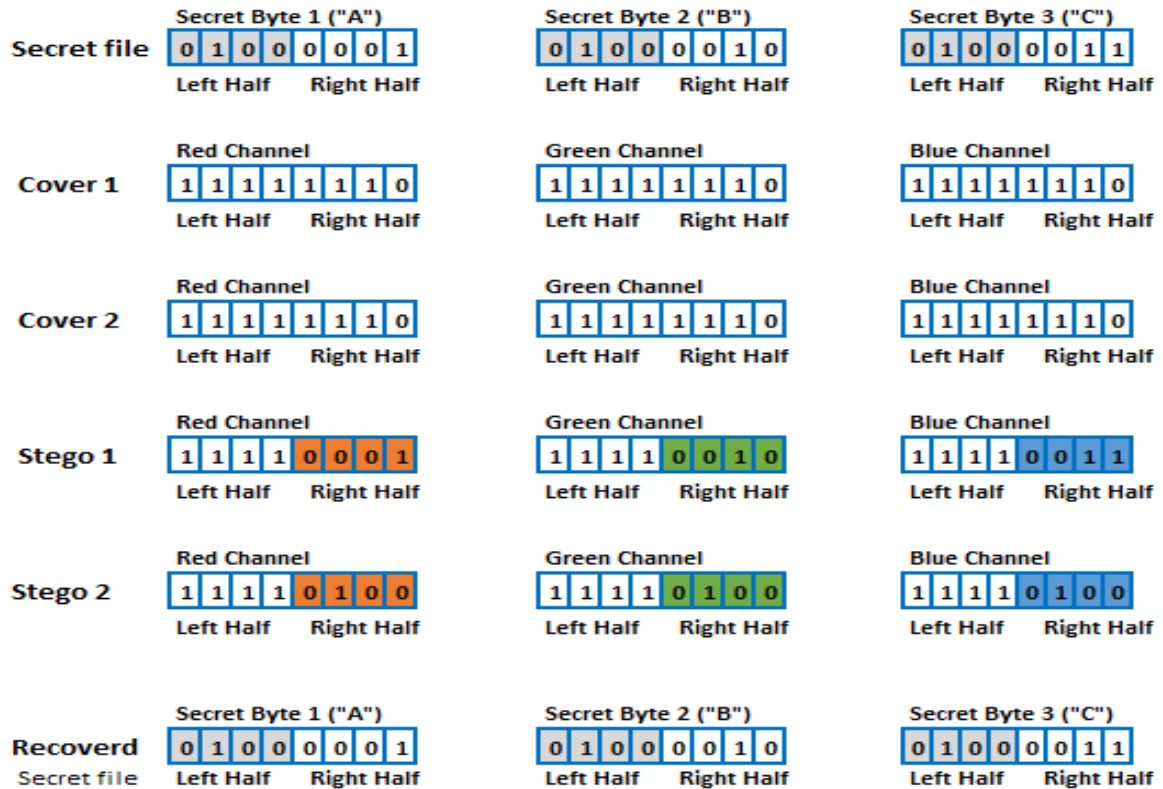 Secret Byte 1 ("A") Secret Byte 2 ("B") Secret Byte 3 ("C")
Secret file 0 1 0 0 0 0 0 1 0 1 0 0 0 0 1 0 0 1 0 0 0 0 1 1
Left Half Right Half Left Half Right Half Left Half Right Half
Red Channel Green Channel Blue Channel
Cover 1 1 1 1 1 1 1 1 0 1 1 1 1 1 1 1 0 1 1 1 1 1 1 1 0
Left Half Right Half Left Half Right Half Left Half Right Half
Red Channel Green Channel Blue Channel
Cover 2 1 1 1 1 1 1 1 0 1 1 1 1 1 1 1 0 1 1 1 1 1 1 1 0
Left Half Right Half Left Half Right Half Left Half Right Half
Red Channel Green Channel Blue Channel
Stego 1 1 1 1 1 0 0 0 1 1 1 1 1 0 0 1 0 1 1 1 1 0 0 1 1
Left Half Right Half Left Half Right Half Left Half Right Half
Red Channel Green Channel Blue Channel
Stego 2 1 1 1 1 0 1 0 0 1 1 1 1 0 1 0 0 1 1 1 1 0 1 0 0
Left Half Right Half Left Half Right Half Left Half Right Half
Secret Byte 1 ("A") Secret Byte 2 ("B") Secret Byte 3 ("C")
Recoverd 0 1 0 0 0 0 0 1 0 1 0 0 0 0 1 0 0 1 0 0 0 0 1 1
Secret file Left Half Right Half Left Half Right Half Left Half Right Half